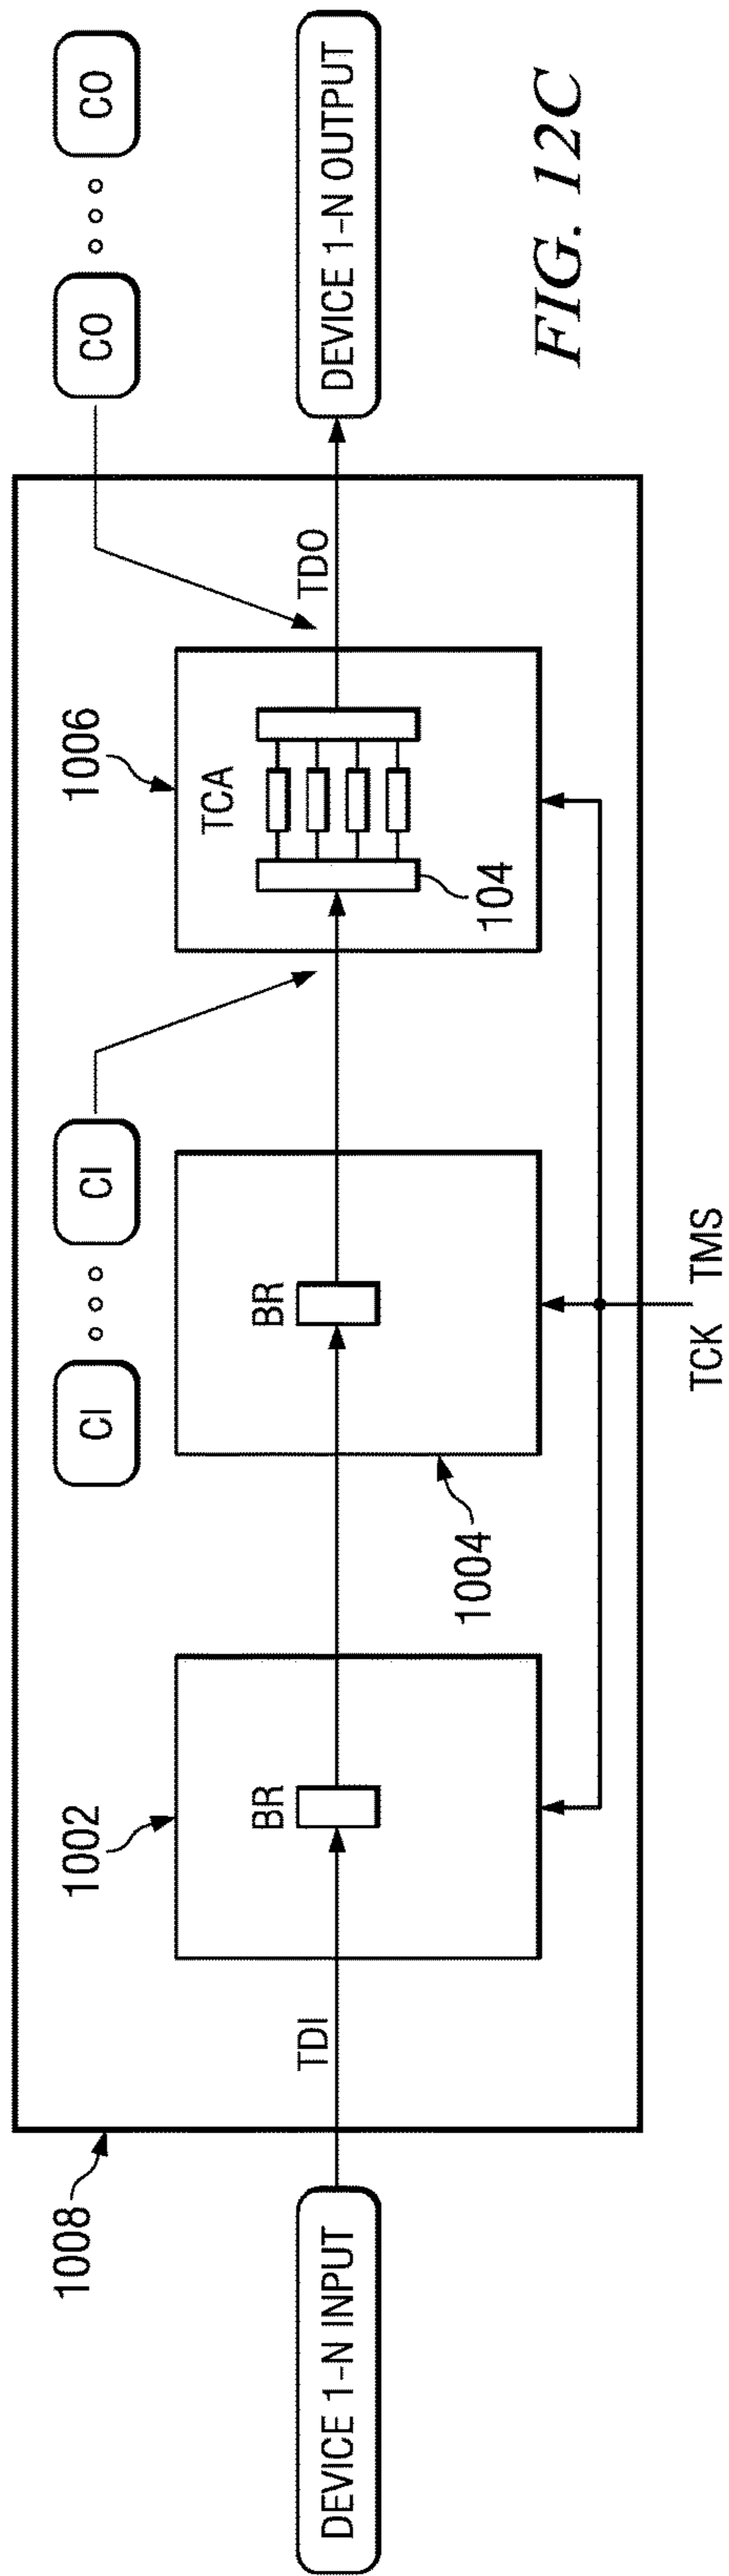 CI
CI
CO
CO
1008
1002
1004
1006
DEVICE 1-N INPUT
TDI
BR
BR
TCA
104
TDO
DEVICE 1-N OUTPUT
TCK
TMS
FIG. 12C